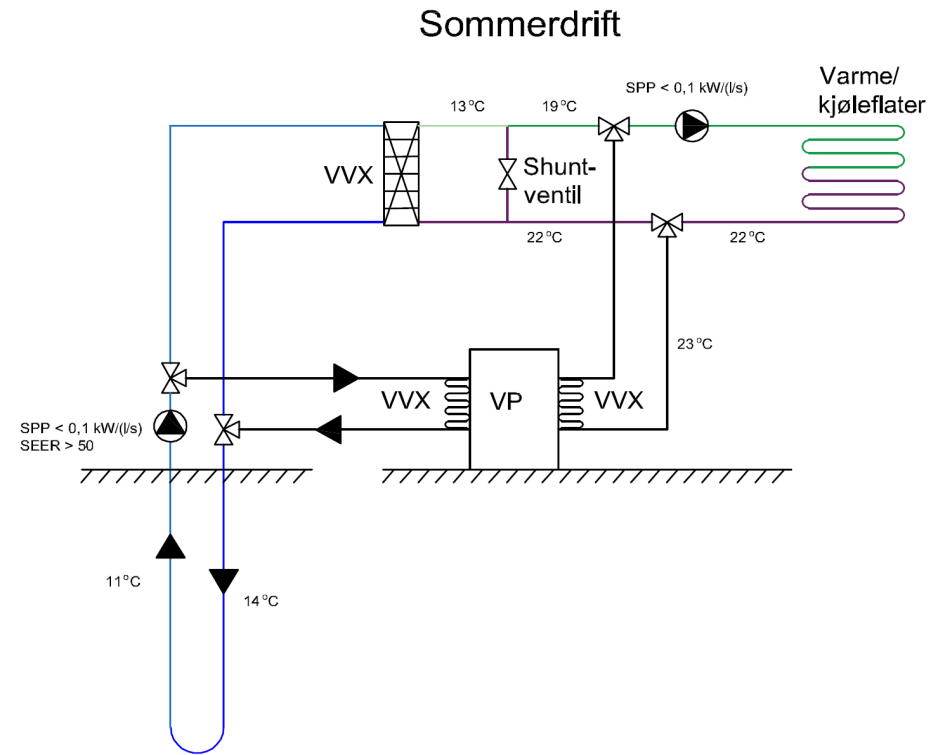 Sommerdrift
Varme/
kjøleflater
SPP < 0,1 kW/(l/s)
13°C
19°C
VVX
Shunt-
ventil
22°C
22°C
23°C
VVX
VP
VVX
SPP < 0,1 kW/(l/s)
SEER > 50
11°C
14°C